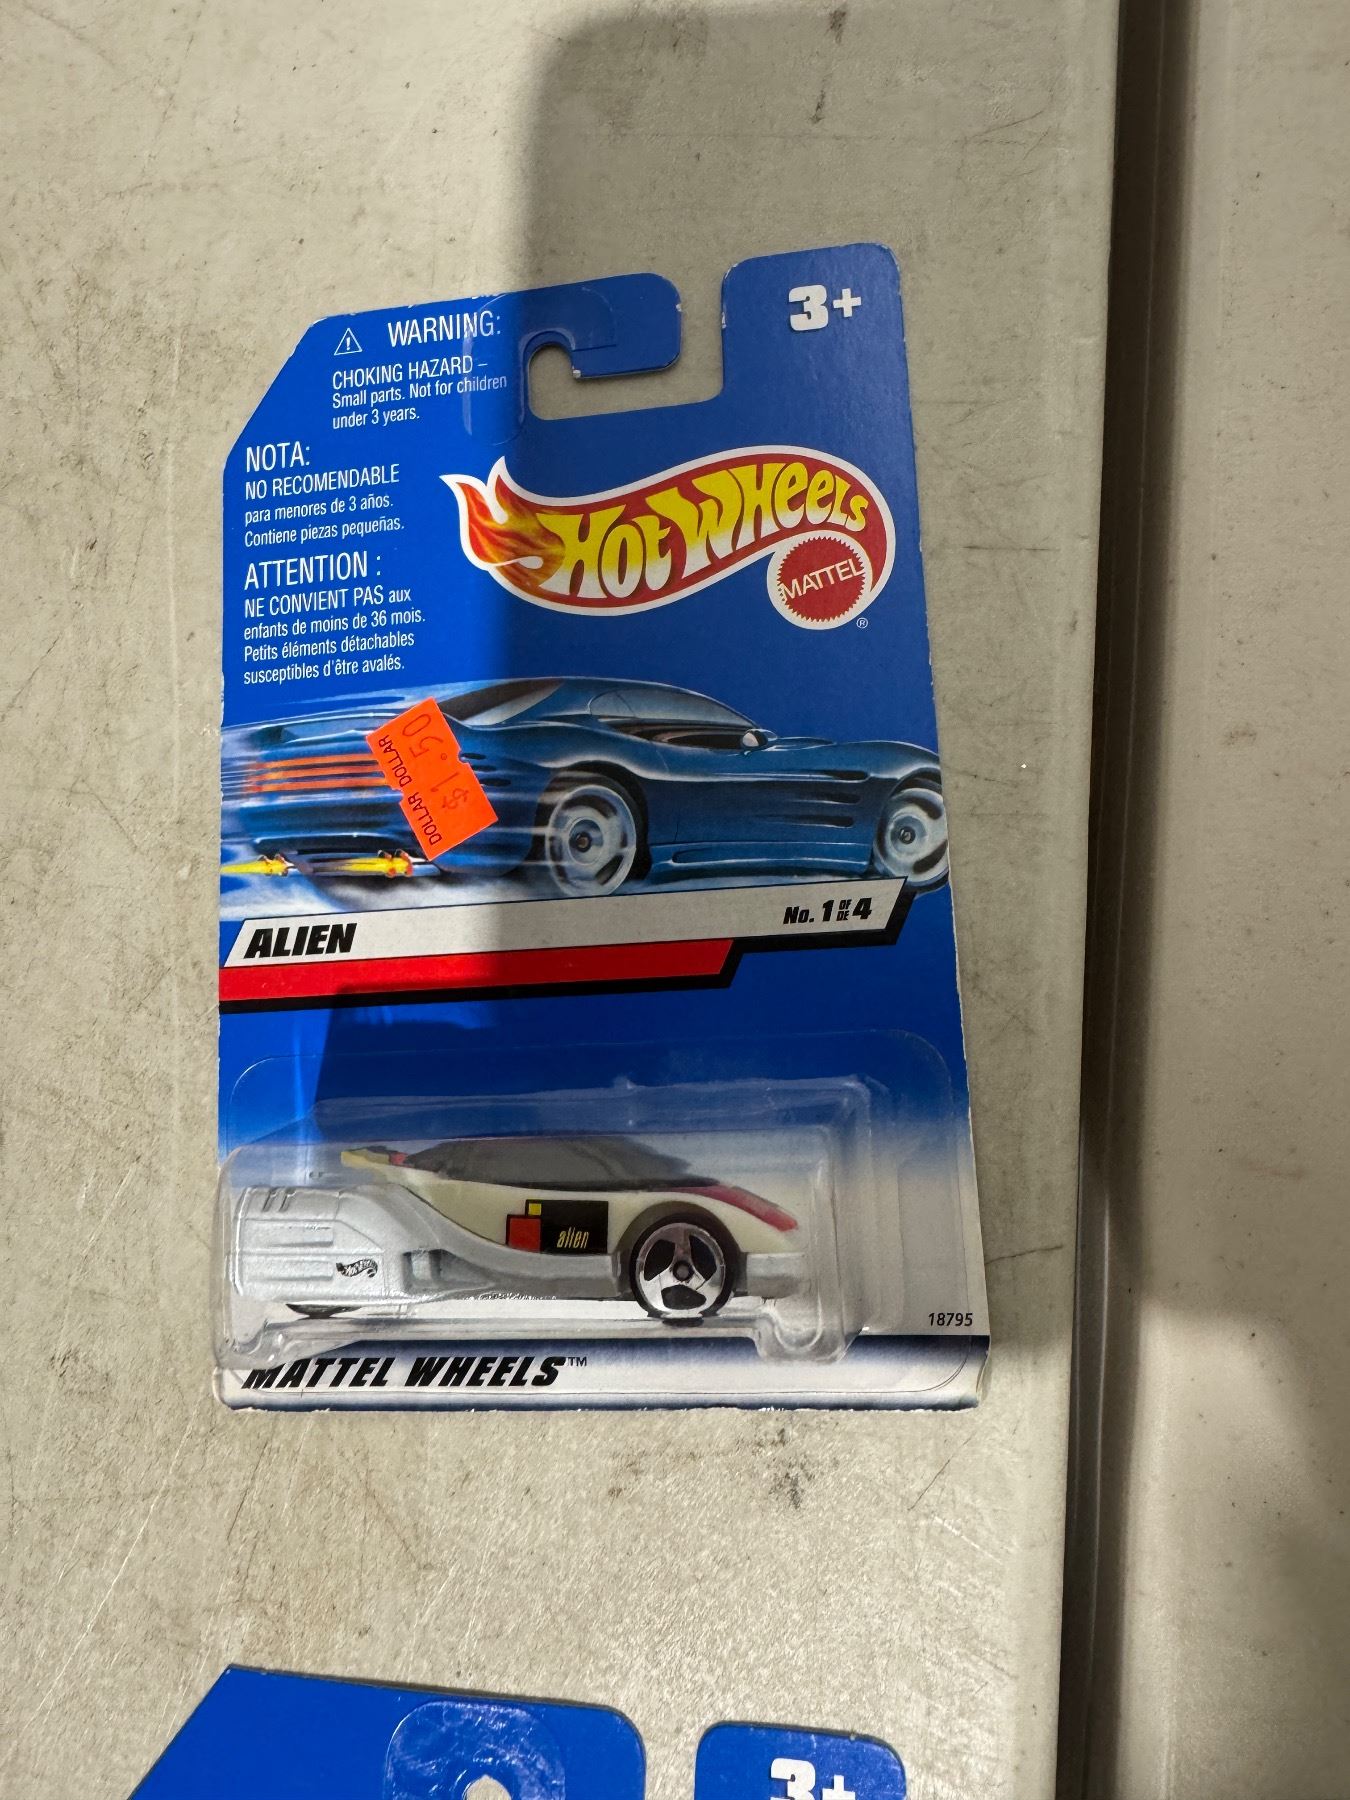 3+
WARNING:
CHOKING HAZARD –
Small parts. Not for children
under 3 years.
NOTA:
NO RECOMENDABLE
para menores de 3 años.
Contiene piezas pequeñas.
ATTENTION :
NE CONVIENT PAS aux
enfants de moins de 36 mois.
Petits éléments détachables
susceptibles d'être avalés.
HOT WHEELS
MATTEL
®
DOLLAR DOLLAR
$1.50
ALIEN
No. 1 OF DE 4
alien
HOT WHEELS
18795
MATTEL WHEELS™
3+